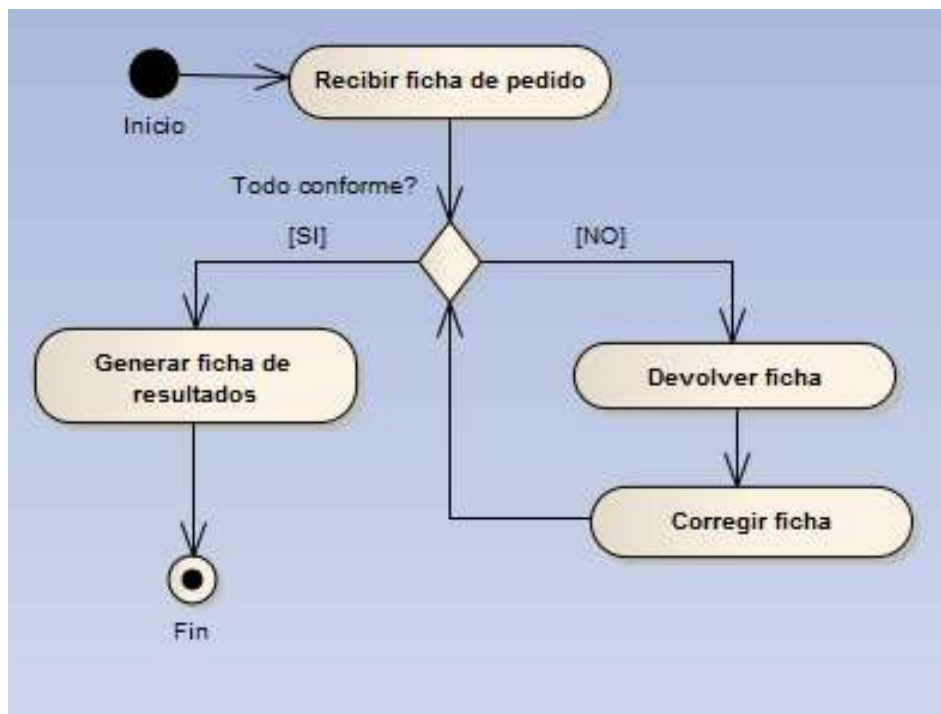 Recibir ficha de pedido
Inicio
Todo conforme?
[SI]
[NO]
Generar ficha de
resultados
Devolver ficha
Corregir ficha
Fin